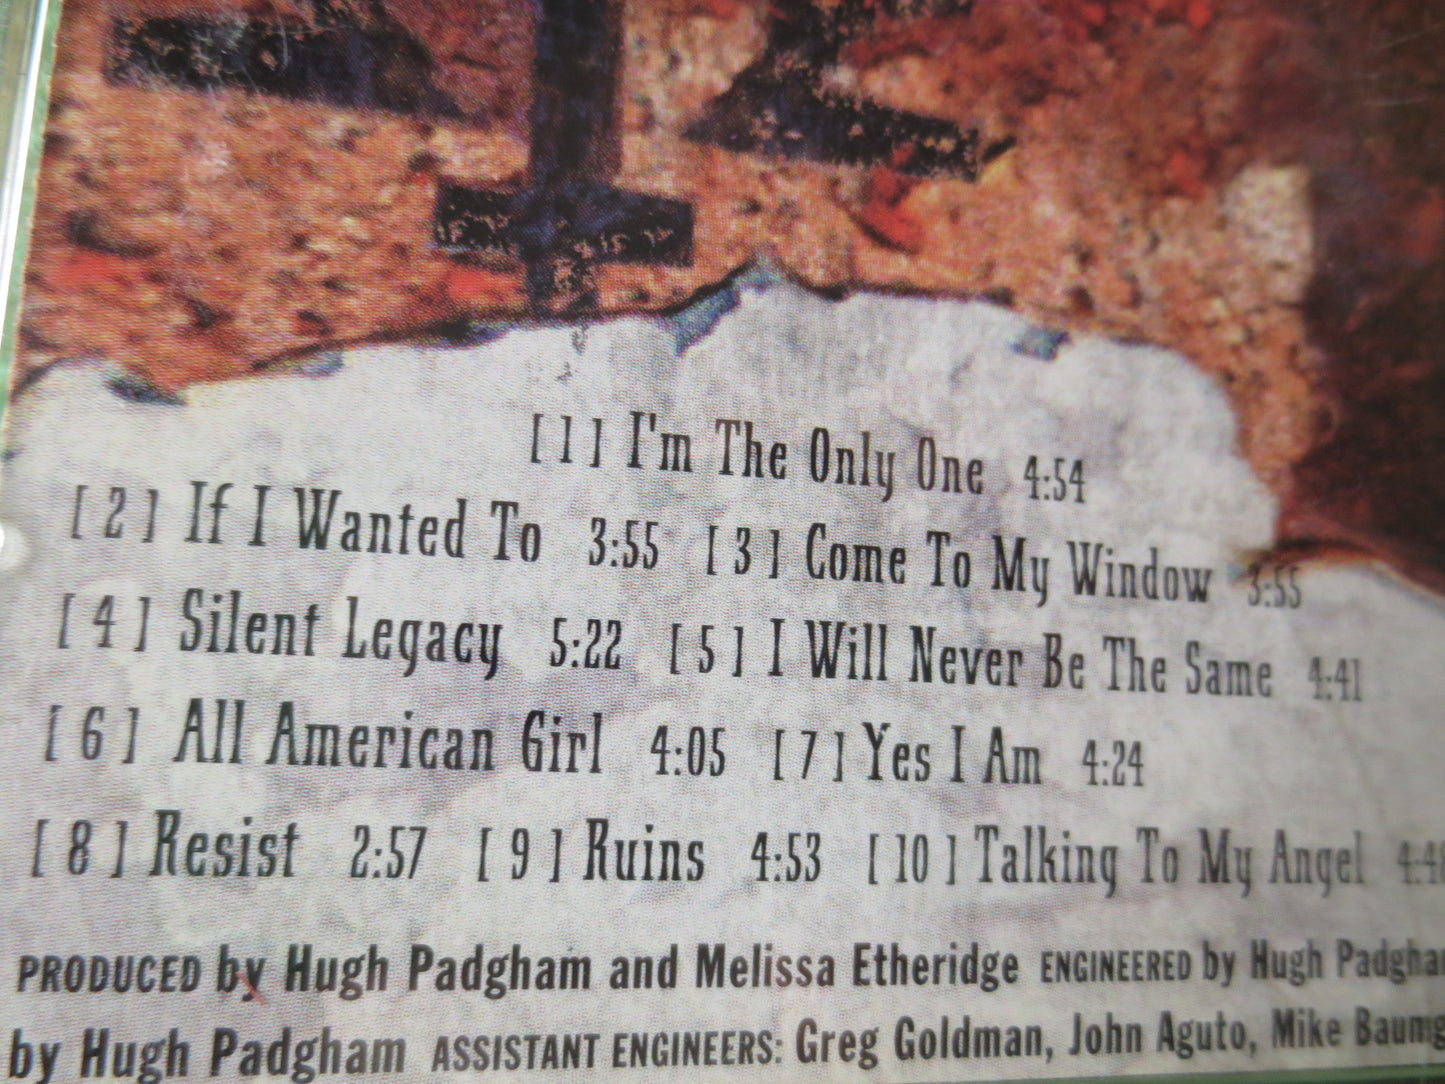 [ 1 ] I'm The Only One 4:54
[ 2 ] If I Wanted To 3:55 [ 3 ] Come To My Window 3:55
[ 4 ] Silent Legacy 5:22 [ 5 ] I Will Never Be The Same 4:41
[ 6 ] All American Girl 4:05 [ 7 ] Yes I Am 4:24
[ 8 ] Resist 2:57 [ 9 ] Ruins 4:53 [ 10 ] Talking To My Angel
PRODUCED by Hugh Padgham and Melissa Etheridge ENGINEERED by Hugh
by Hugh Padgham ASSISTANT ENGINEERS: Greg Goldman, John Aguto, Mike